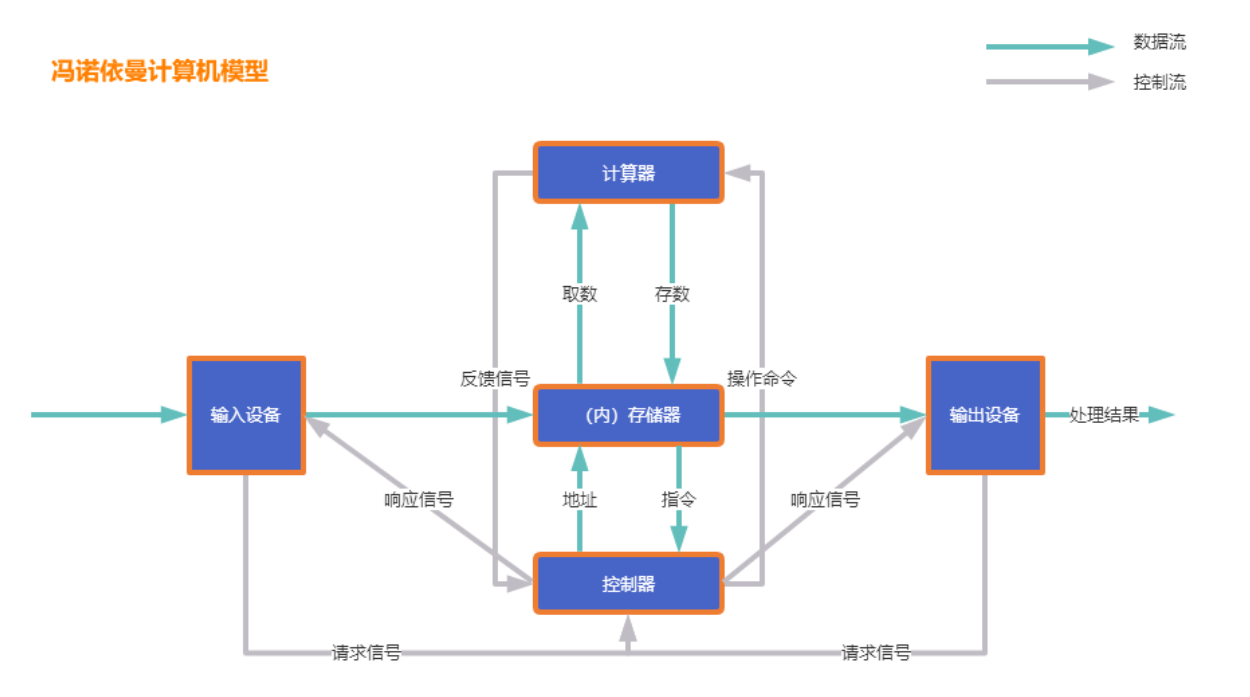 数据流
冯诺依曼计算机模型
控制流
计算器
取数
存数
反馈信号
操作命令
输入设备
（内）存储器
输出设备
处理结果
响应信号
地址
指令
响应信号
控制器
请求信号
请求信号